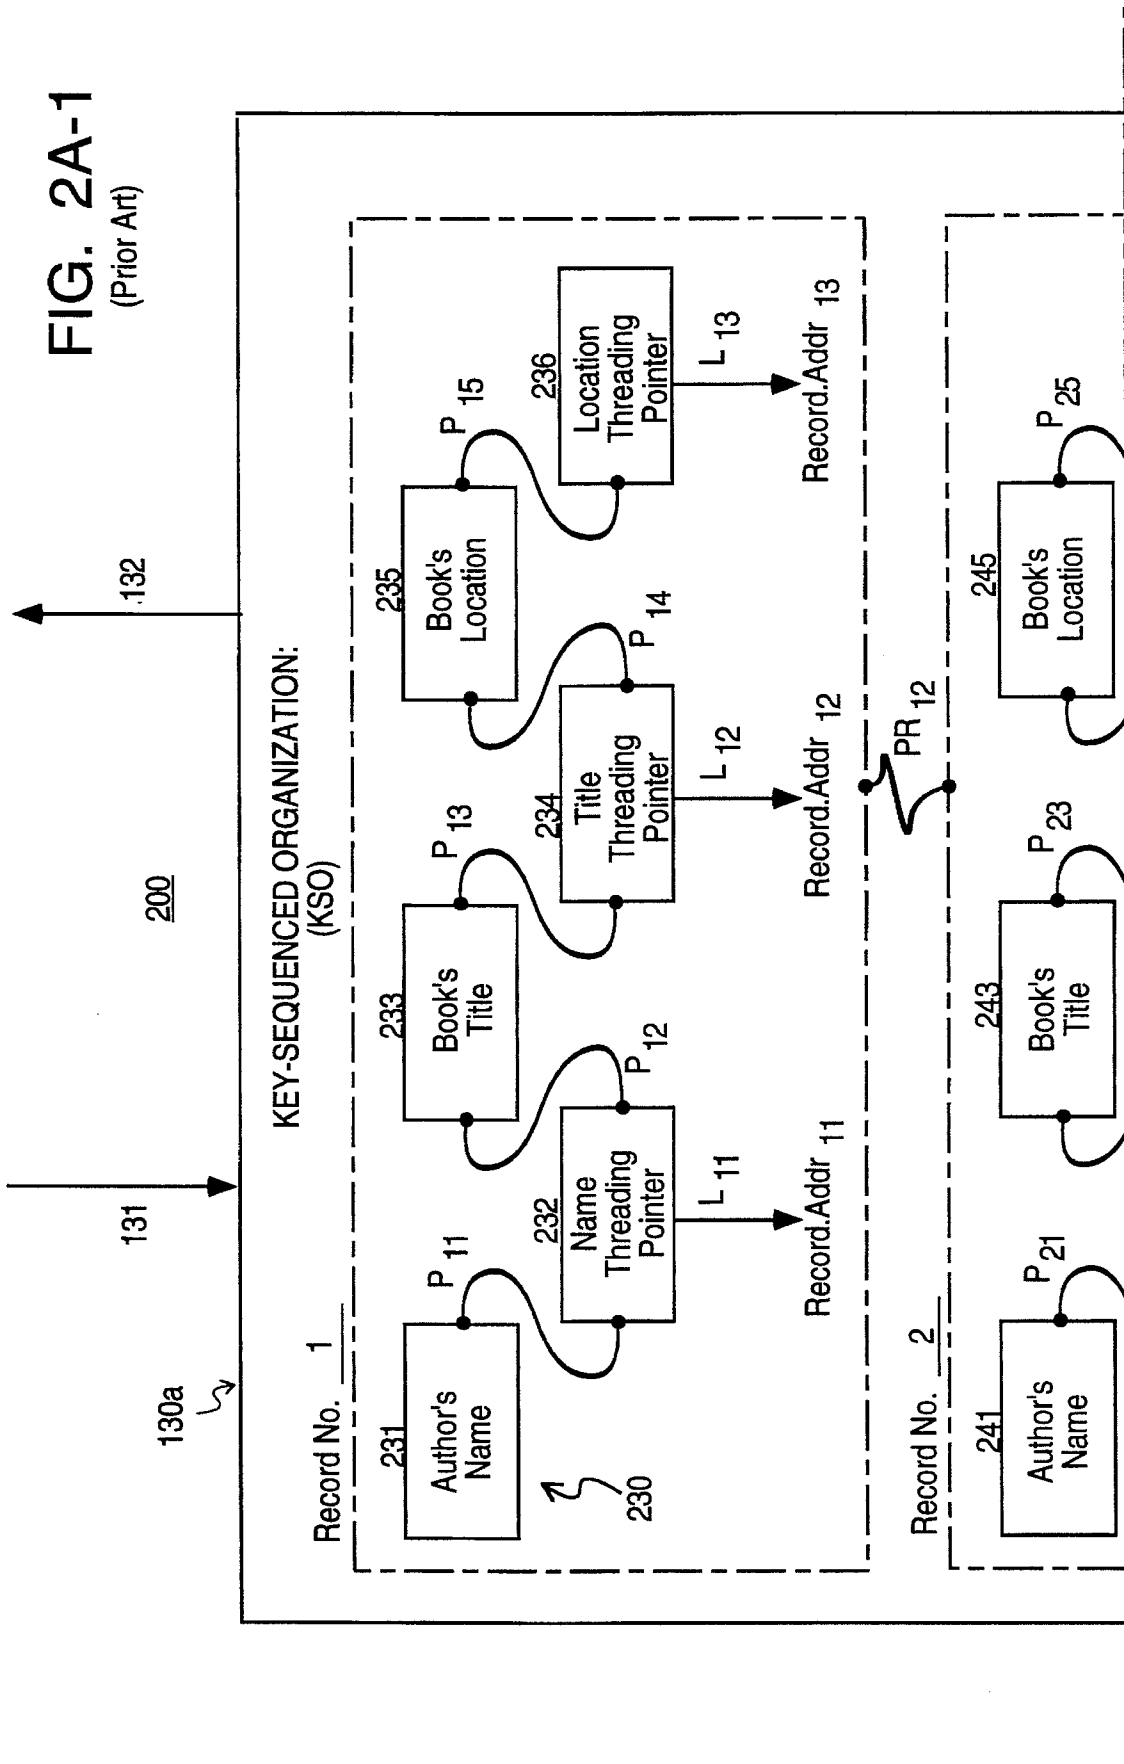 FIG. 2A-1
(Prior Art)
131
132
200
130a
KEY-SEQUENCED ORGANIZATION:
(KSO)
Record No. 1
231
Author's
Name
P 11
233
Book's
Title
P 13
235
Book's
Location
P 15
230
232
Name
Threading
Pointer
P 12
234
Title
Threading
Pointer
P 14
236
Location
Threading
Pointer
L 11
L 12
L 13
Record.Addr 11
Record.Addr 12
Record.Addr 13
PR 12
Record No. 2
241
Author's
Name
P 21
243
Book's
Title
P 23
245
Book's
Location
P 25